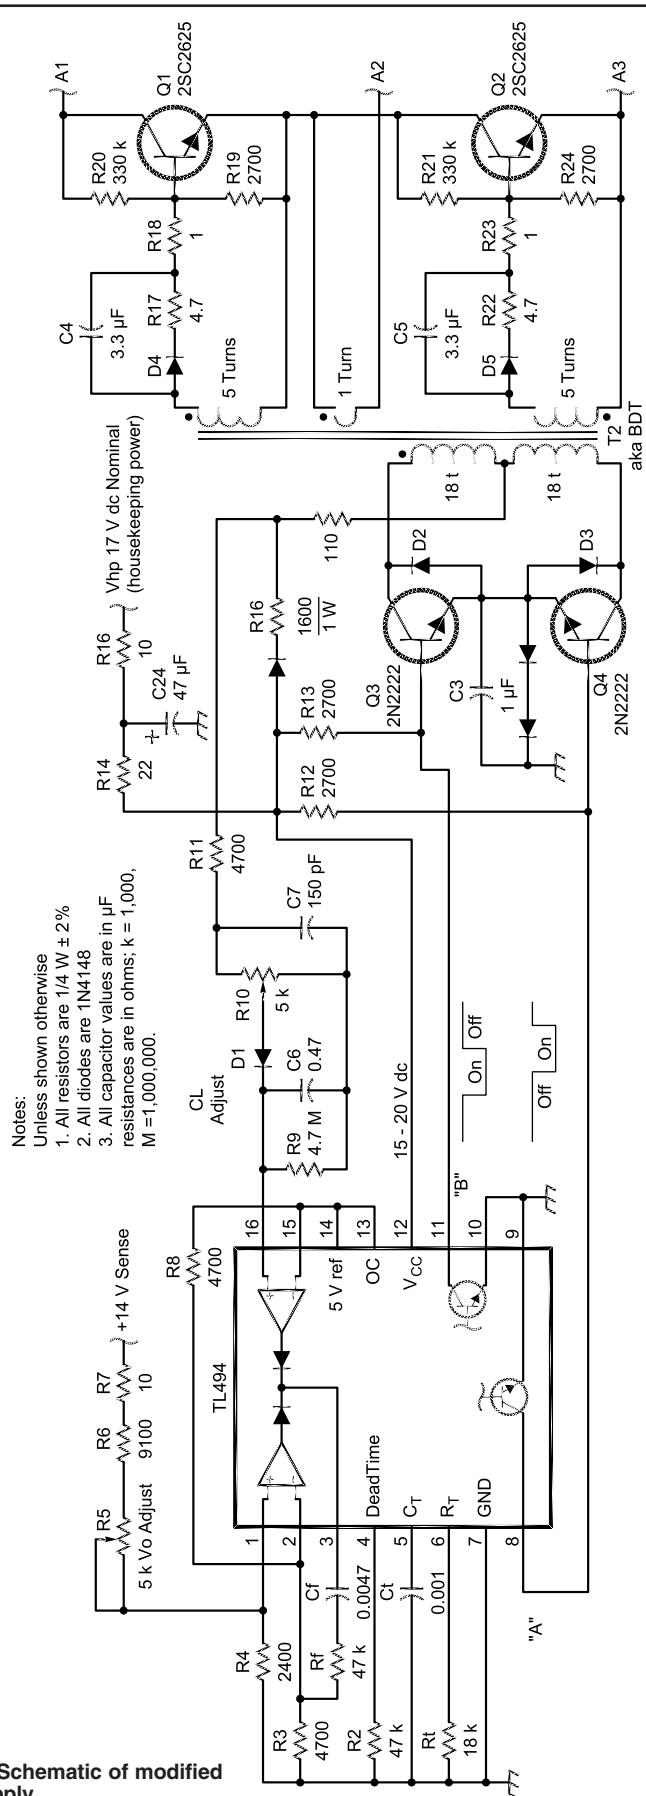 Notes:
Unless shown otherwise
1. All resistors are 1/4 W ± 2%
2. All diodes are 1N4148
3. All capacitor values are in µF
resistances are in ohms; k = 1,000,
M =1,000,000.
+14 V Sense
R7
10
R6
9100
R5
5 k Vo Adjust
R8
4700
R4
2400
R3
4700
Rf
47 k
Cf
0.0047
R2
47 k
Ct
0.001
Rt
18 k
"A"
TL494
1
2
3
4
5
6
7
8
DeadTime
CT
RT
GND
16
15
14
13
12
11
10
9
5 V ref
OC
VCC
"B"
CL
Adjust
R9
4.7 M
C6
0.47
D1
R10
5 k
C7
150 pF
R11
4700
15 - 20 V dc
On
Off
Off
On
R14
22
R16
10
C24
47 µF
+
Vhp 17 V dc Nominal
(housekeeping power)
R12
2700
R13
2700
R16
1600
1 W
110
Q3
2N2222
C3
1 µF
Q4
2N2222
D2
D3
18 t
18 t
T2
aka BDT
5 Turns
1 Turn
5 Turns
D4
R17
4.7
C4
3.3 µF
R18
1
R20
330 k
R19
2700
Q1
2SC2625
A1
A2
D5
R22
4.7
C5
3.3 µF
R23
1
R21
330 k
R24
2700
Q2
2SC2625
A3
Schematic of modified